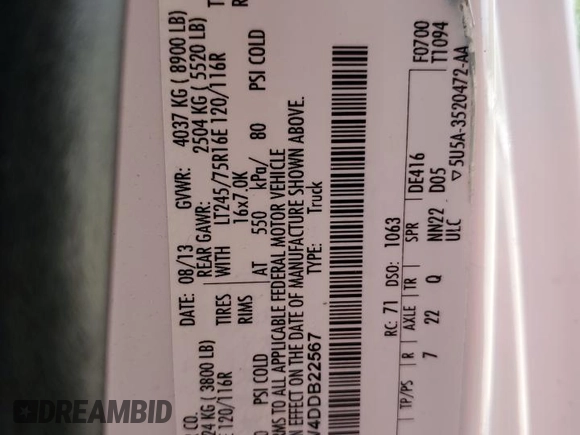 DATE: 08/13 GVWR: 4037 KG ( 8900 LB)
REAR GAWR: 2504 KG ( 5520 LB)
CO.
24 KG ( 3800 LB)
TIRES WITH LT245/75R16E 120/116R
E 120/116R
RIMS 16x7.0K
PSI COLD AT 550 kPa/ 80 PSI COLD
RMS TO ALL APPLICABLE FEDERAL MOTOR VEHICLE
IN EFFECT ON THE DATE OF MANUFACTURE SHOWN ABOVE.
4DDB22567 TYPE: Truck
F0700
T1094
RC: 71 DSO: 1063
TP/PS R AXLE TR SPR DE416
7 22 Q NN22 D05
ULC ▽5U5A-3520472-AA
DREAMBID